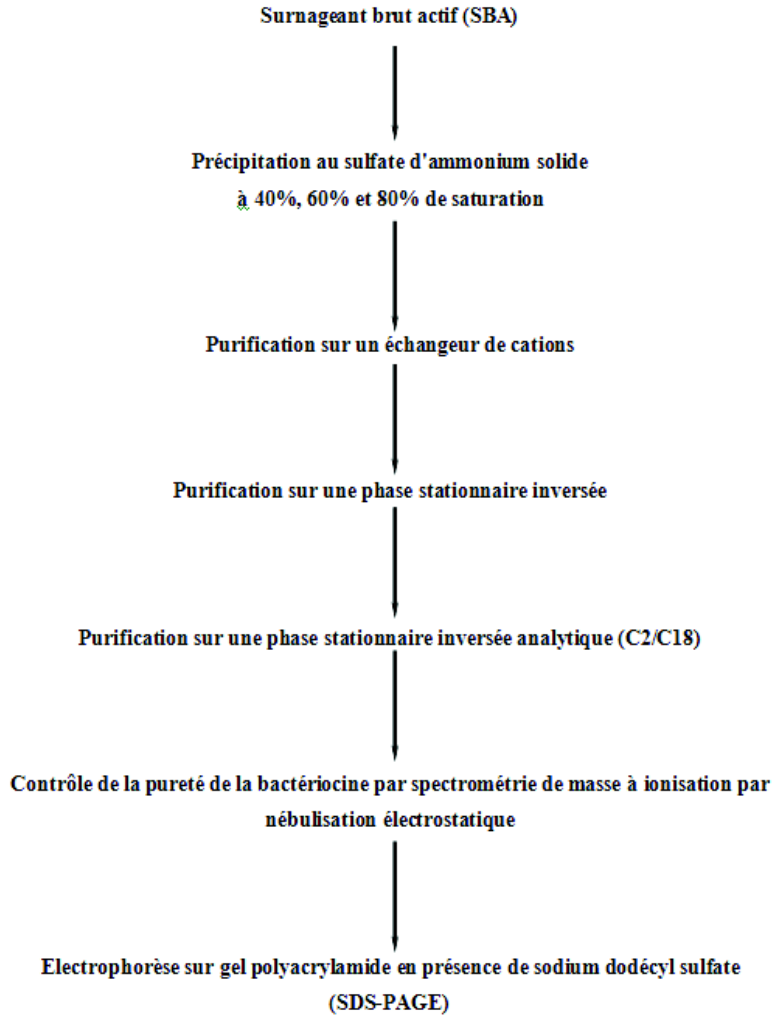 Surnageant brut actif (SBA)
Précipitation au sulfate d'ammonium solide
à 40%, 60% et 80% de saturation
Purification sur un échangeur de cations
Purification sur une phase stationnaire inversée
Purification sur une phase stationnaire inversée analytique (C2/C18)
Contrôle de la pureté de la bactériocine par spectrométrie de masse à ionisation par
nébulisation électrostatique
Electrophorèse sur gel polyacrylamide en présence de sodium dodécyl sulfate
(SDS-PAGE)